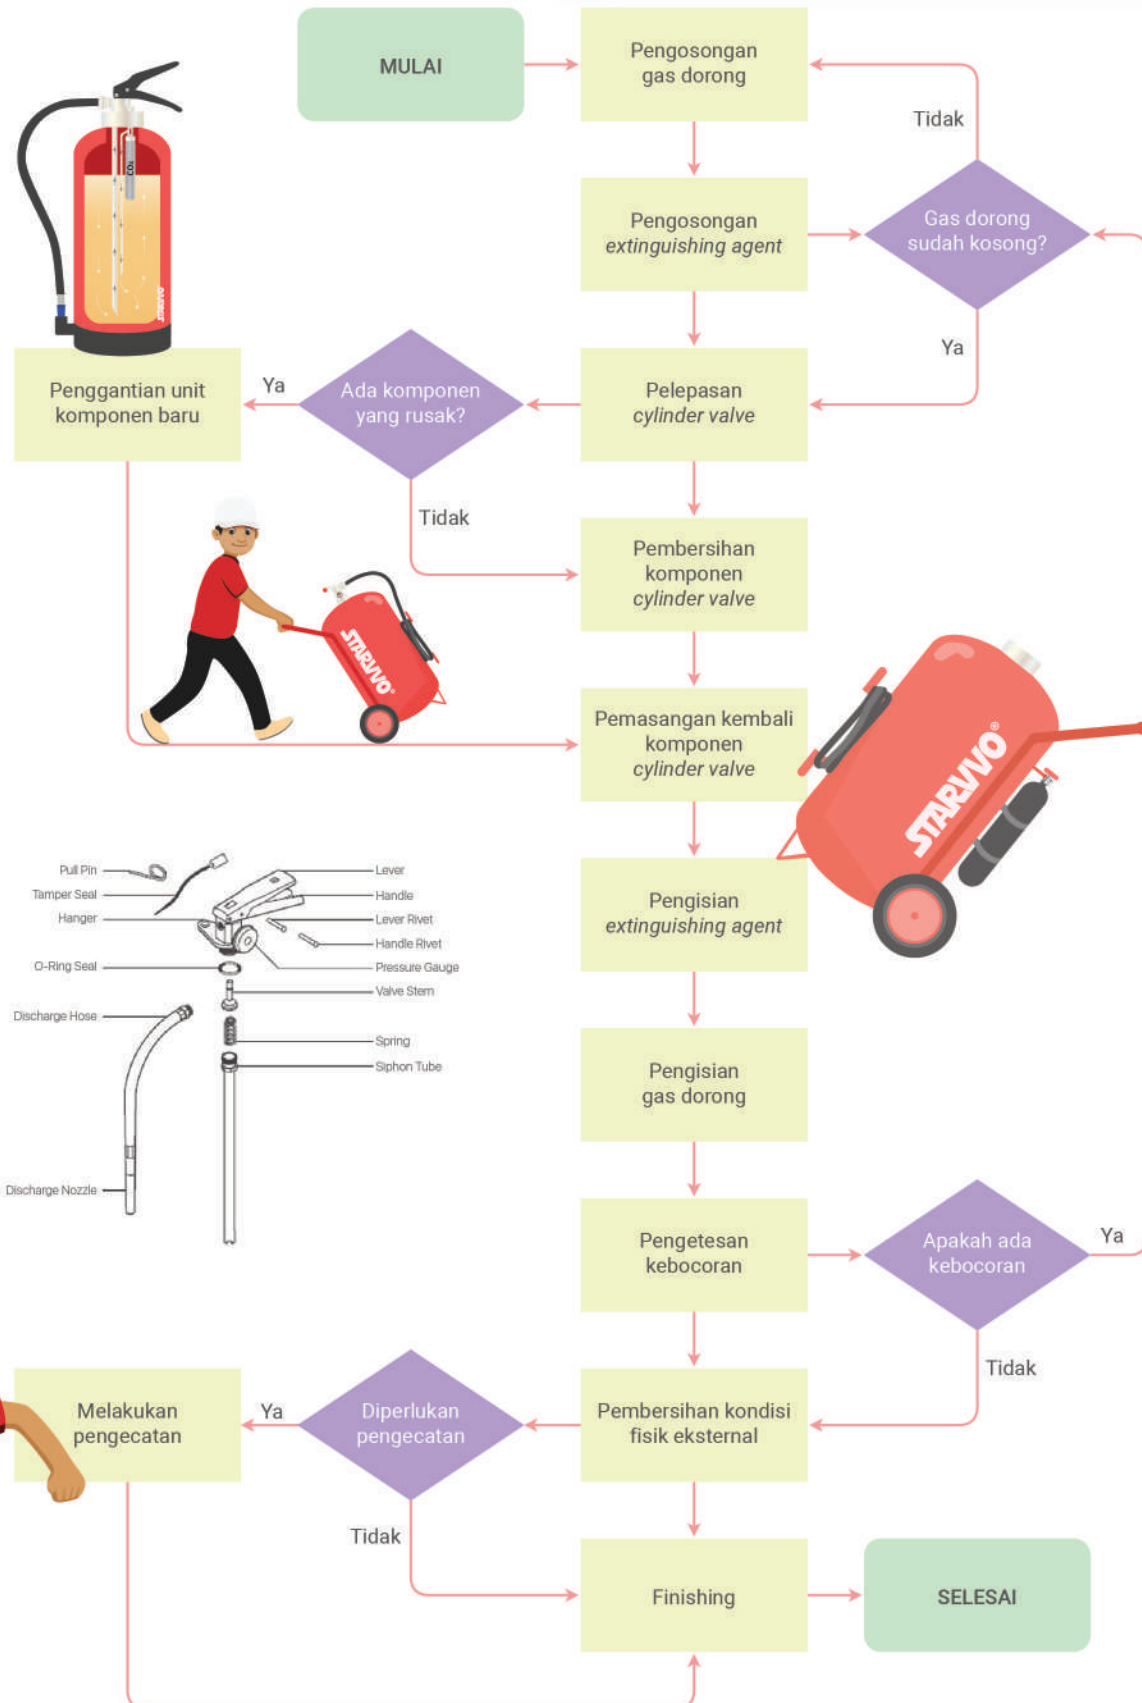 MULAI
Pengosongan
gas dorong
Tidak
CO₂
STARVVO
Pengosongan
extinguishing agent
Gas dorong
sudah kosong?
Ya
Penggantian unit
komponen baru
Ya
Ada komponen
yang rusak?
Pelepasan
cylinder valve
Tidak
Pembersihan
komponen
cylinder valve
STARVVO®
Pemasangan kembali
komponen
cylinder valve
STARVVO®
Pull Pin
Tamper Seal
Hanger
O-Ring Seal
Discharge Hose
Discharge Nozzle
Lever
Handle
Lever Rivet
Handle Rivet
Pressure Gauge
Valve Stem
Spring
Siphon Tube
Pengisian
extinguishing agent
Pengisian
gas dorong
Pengetesan
kebocoran
Apakah ada
kebocoran
Ya
Tidak
Melakukan
pengecatan
Ya
Diperlukan
pengecatan
Pembersihan kondisi
fisik eksternal
Tidak
Finishing
SELESAI